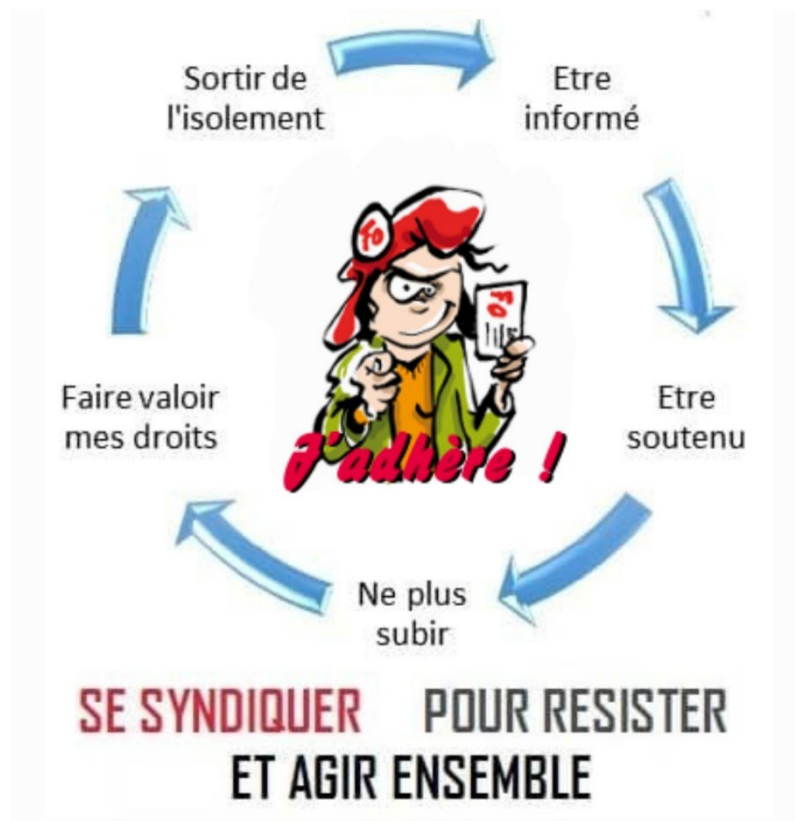 Sortir de
l'isolement
Etre
informé
FO
FO
Faire valoir
mes droits
Etre
soutenu
J'adhère !
Ne plus
subir
SE SYNDIQUER POUR RESISTER
ET AGIR ENSEMBLE